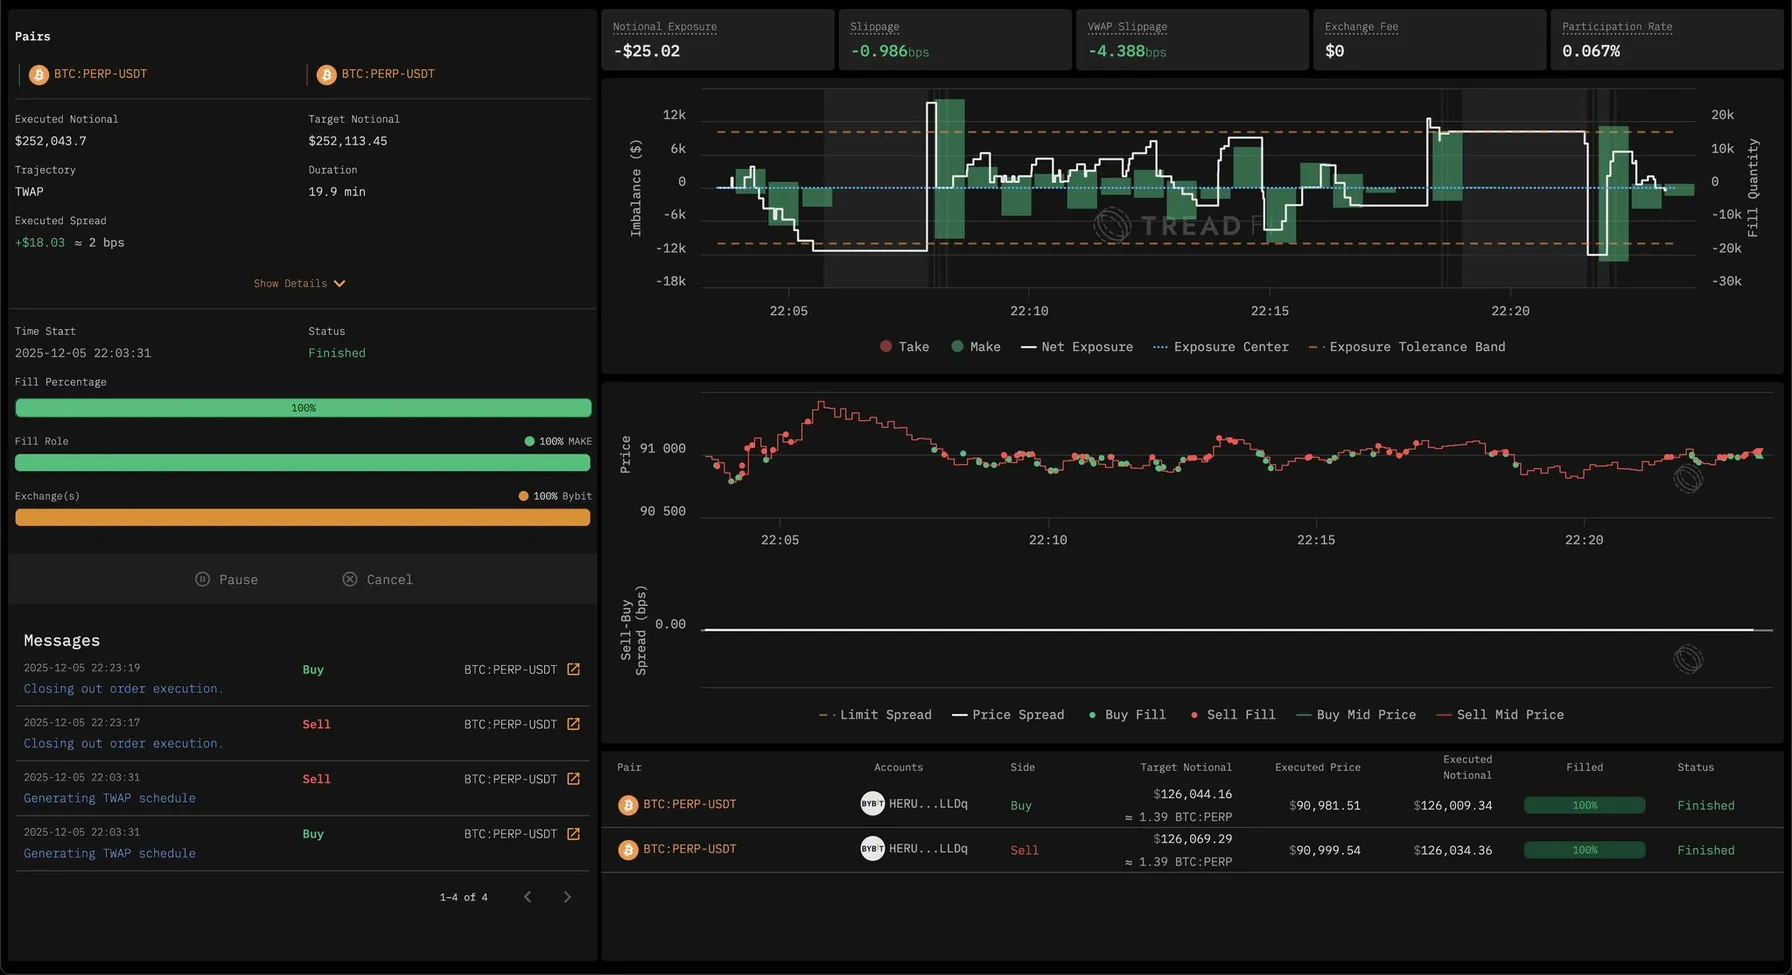 Pairs
BTC:PERP-USDT BTC:PERP-USDT
Executed Notional Target Notional
$252,043.7 $252,113.45
Trajectory Duration
TWAP 19.9 min
Executed Spread
+$18.03 ≈ 2 bps
Show Details
Time Start Status
2025-12-05 22:03:31 Finished
Fill Percentage
100%
Fill Role 100% MAKE
Exchange(s) 100% Bybit
Pause Cancel
Messages
2025-12-05 22:23:19 Buy BTC:PERP-USDT
Closing out order execution.
2025-12-05 22:23:17 Sell BTC:PERP-USDT
Closing out order execution.
2025-12-05 22:03:31 Sell BTC:PERP-USDT
Generating TWAP schedule
2025-12-05 22:03:31 Buy BTC:PERP-USDT
Generating TWAP schedule
1–4 of 4
Notional Exposure Slippage VWAP Slippage Exchange Fee Participation Rate
-$25.02 -0.986bps -4.388bps $0 0.067%
Imbalance ($)
12k
6k
0
-6k
-12k
-18k
TREAD F
20k
10k
0
-10k
-20k
-30k
Fill Quantity
22:05 22:10 22:15 22:20
Take Make Net Exposure Exposure Center Exposure Tolerance Band
Price
91 000
90 500
22:05 22:10 22:15 22:20
Sell-Buy
Spread (bps)
0.00
Limit Spread Price Spread Buy Fill Sell Fill Buy Mid Price Sell Mid Price
Pair Accounts Side Target Notional Executed Price Executed Notional Filled Status
BTC:PERP-USDT BYBIT HERU...LLDq Buy $126,044.16 $90,981.51 $126,009.34 100% Finished
≈ 1.39 BTC:PERP
BTC:PERP-USDT BYBIT HERU...LLDq Sell $126,069.29 $90,999.54 $126,034.36 100% Finished
≈ 1.39 BTC:PERP